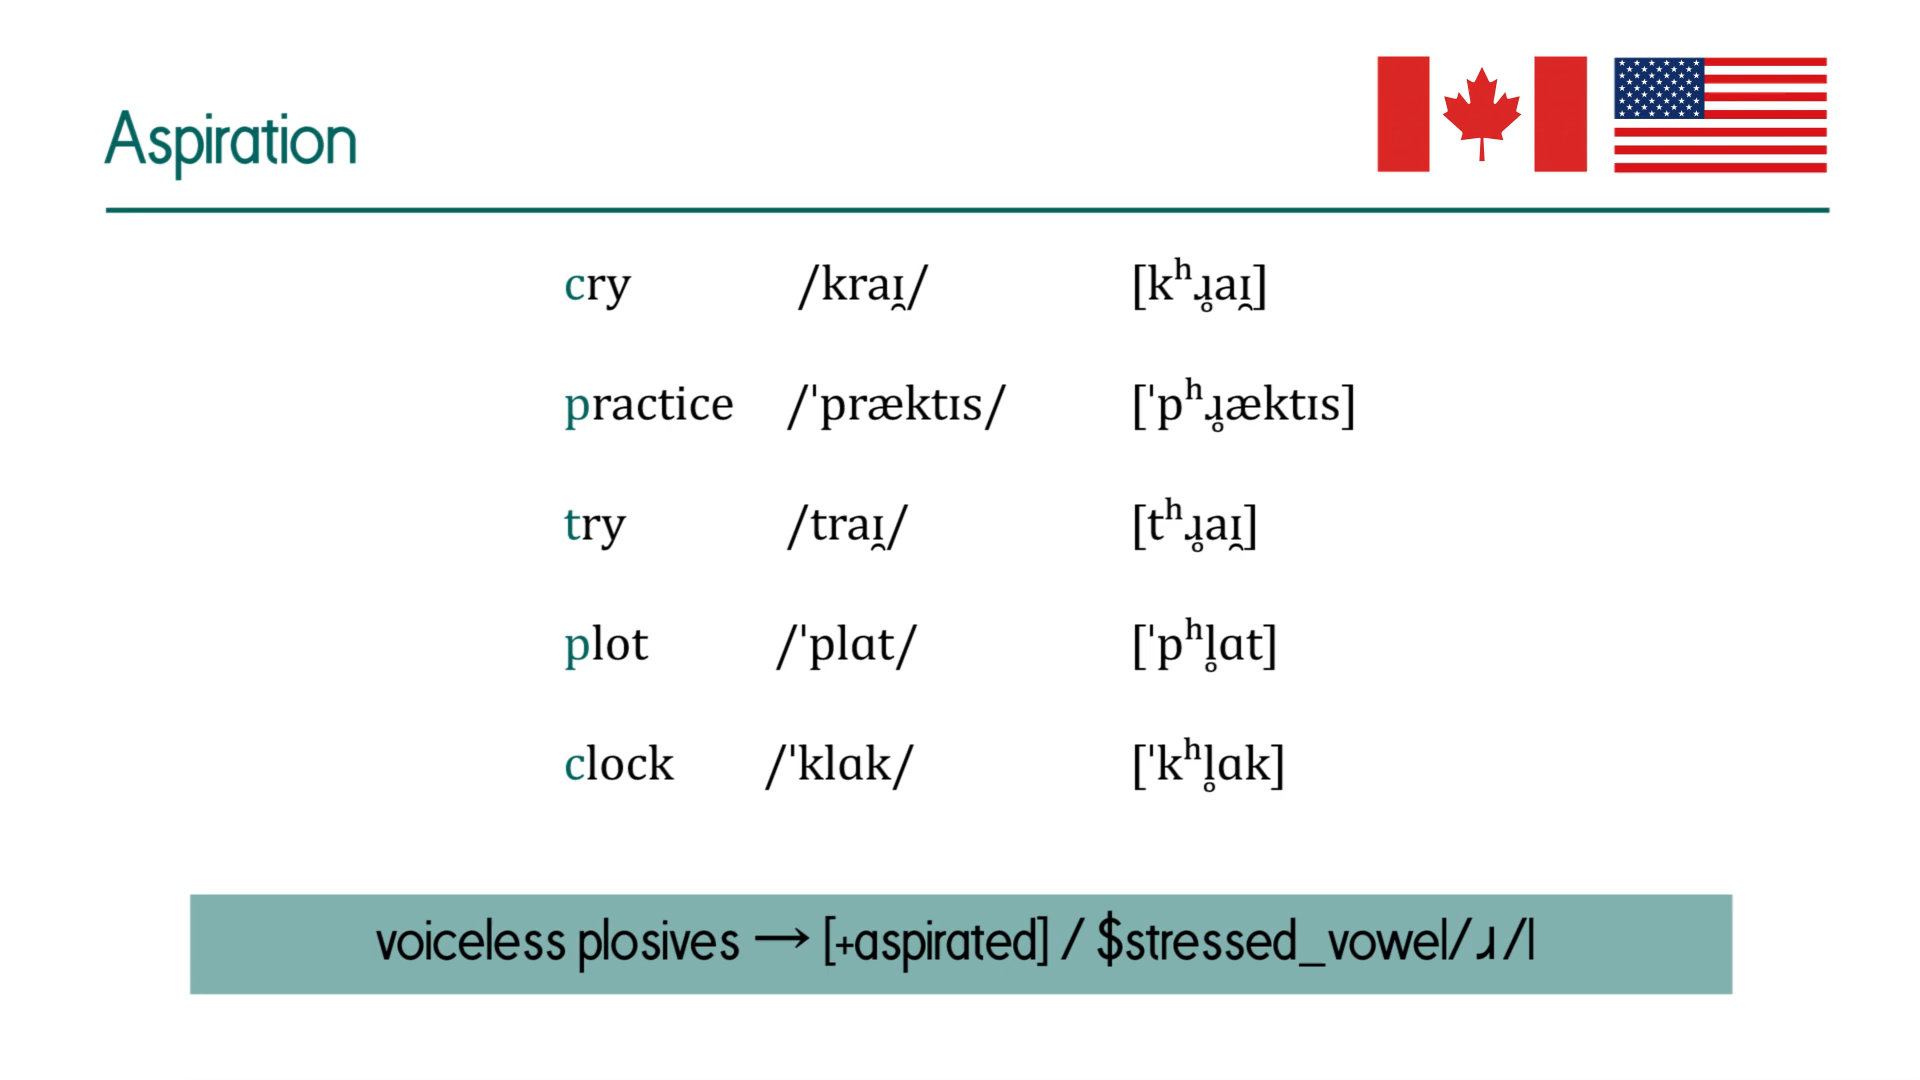 Aspiration
cry /kraɪ̯/ [kʰɹ̥aɪ̯]
practice /ˈpræktɪs/ [ˈpʰɹ̥æktɪs]
try /traɪ̯/ [tʰɹ̥aɪ̯]
plot /ˈplɑt/ [ˈpʰl̥ɑt]
clock /ˈklɑk/ [ˈkʰl̥ɑk]
voiceless plosives → [+aspirated] / $stressed_vowel/ɹ/l